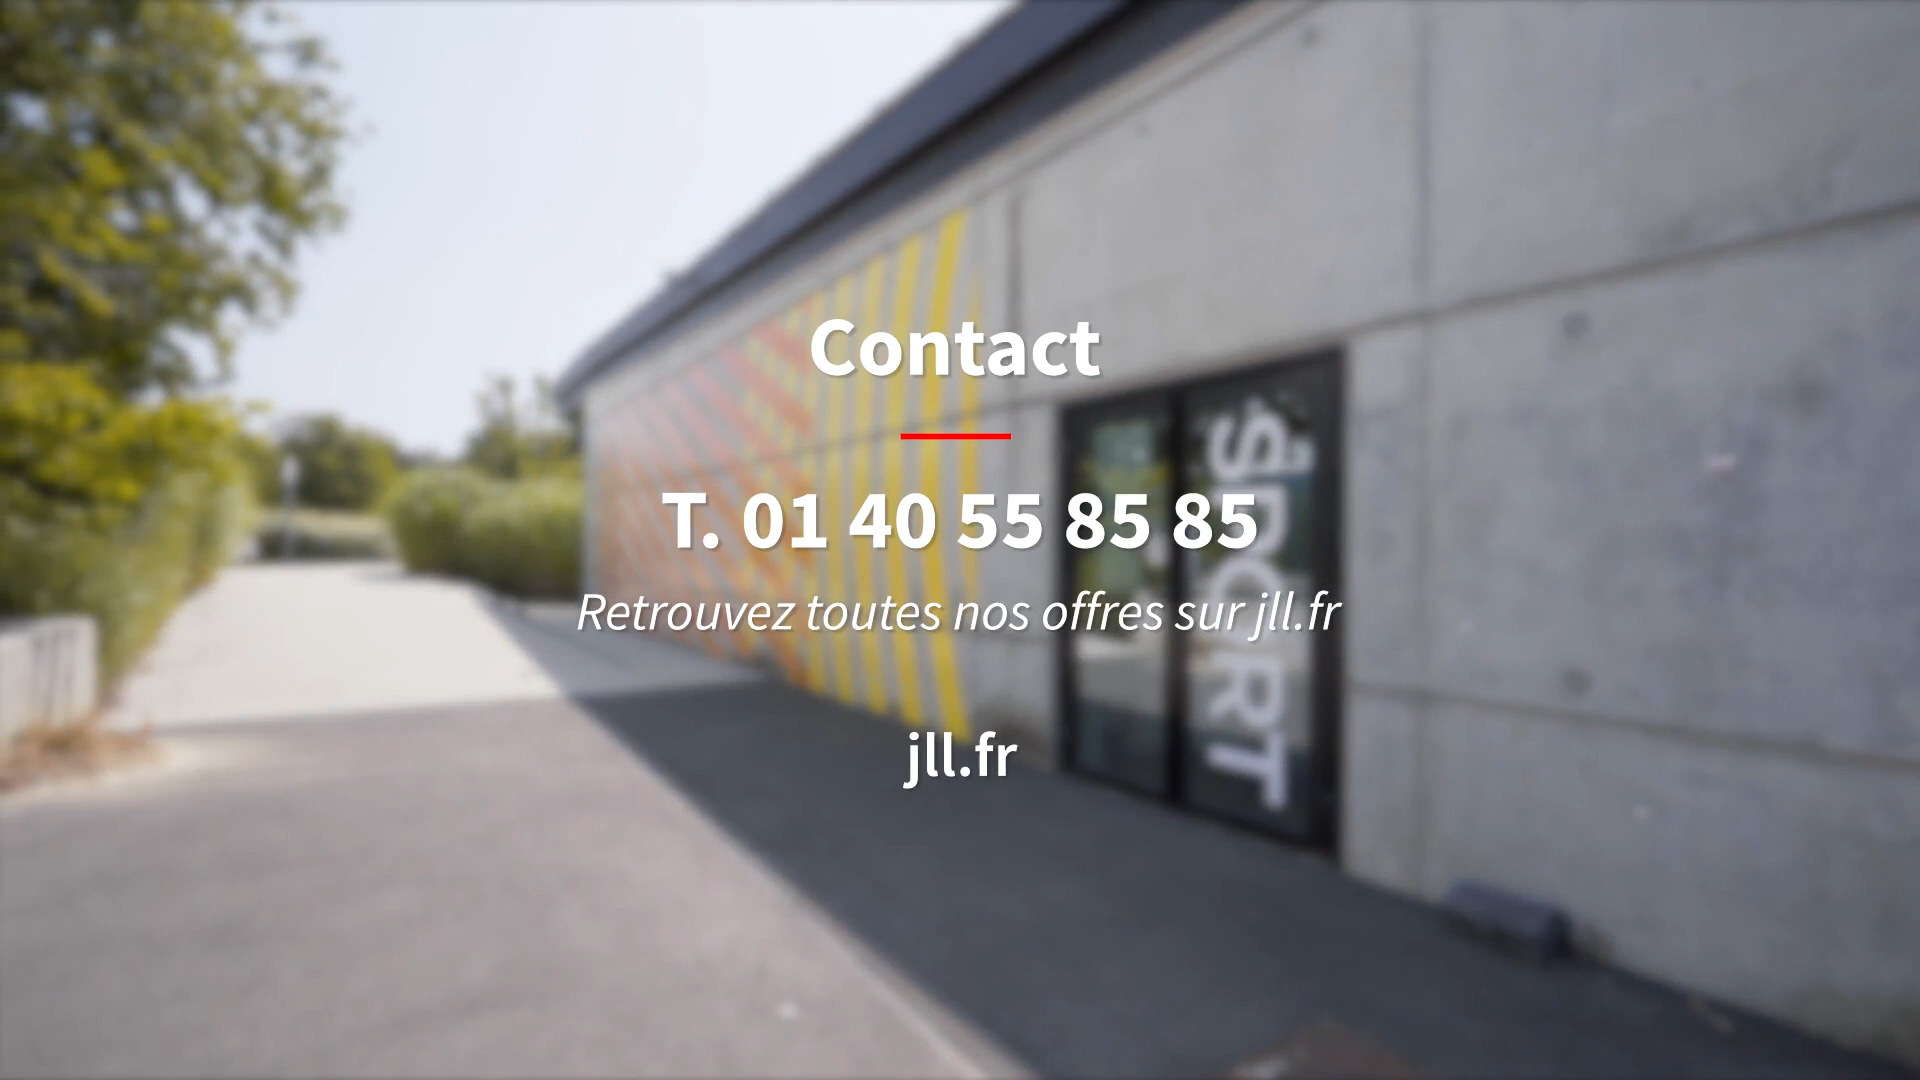 Contact
T. 01 40 55 85 85
Retrouvez toutes nos offres sur jll.fr
jll.fr
SPORT